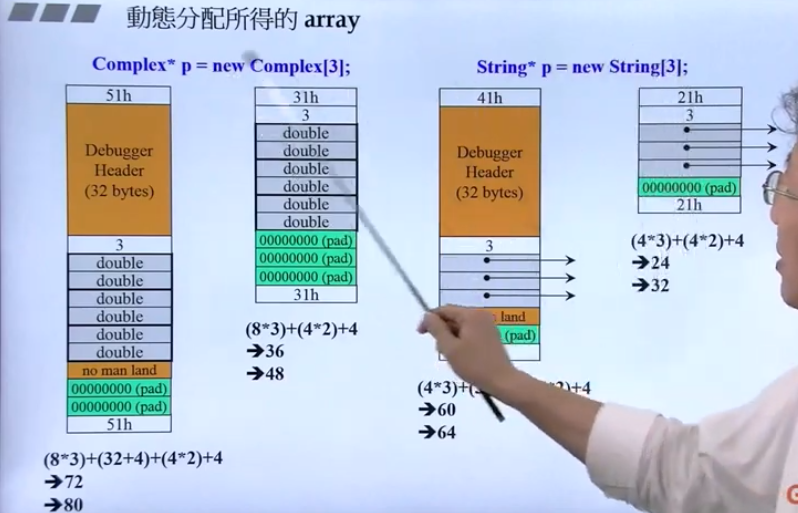 動態分配所得的 array
Complex* p = new Complex[3];
51h
Debugger
Header
(32 bytes)
3
double
double
double
double
double
double
no man land
00000000 (pad)
00000000 (pad)
51h
(8*3)+(32+4)+(4*2)+4
➔72
➔80
31h
3
double
double
double
double
double
double
00000000 (pad)
00000000 (pad)
00000000 (pad)
31h
(8*3)+(4*2)+4
➔36
➔48
String* p = new String[3];
41h
Debugger
Header
(32 bytes)
3
land
(pad)
(4*3)+( *2)+4
➔60
➔64
21h
3
00000000 (pad)
21h
(4*3)+(4*2)+4
➔24
➔32